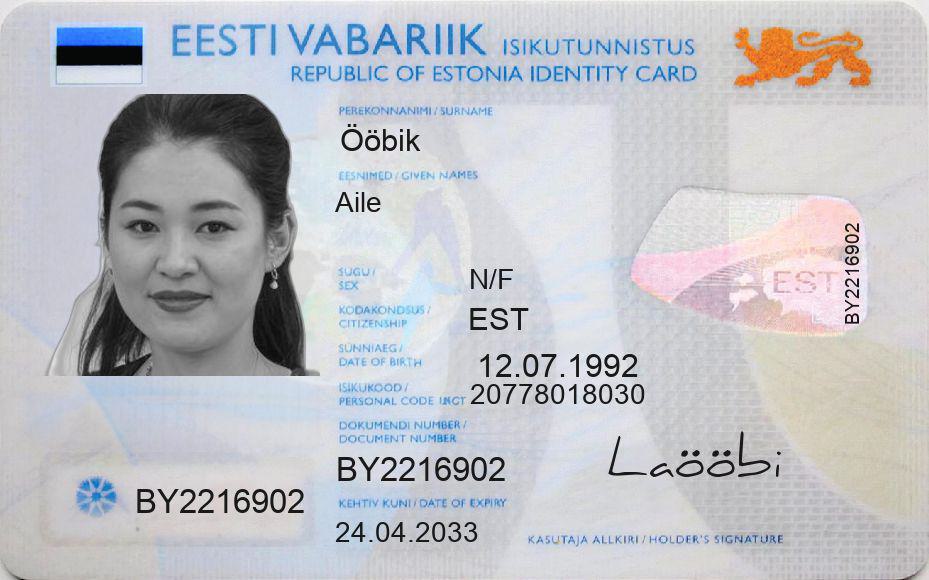 EESTI VABARIIK ISIKUTUNNISTUS
REPUBLIC OF ESTONIA IDENTITY CARD
PEREKONNANIMI / SURNAME
Ööbik
EESNIMED / GIVEN NAMES
Aile
SUGU /
SEX
N/F
KODAKONDSUS /
CITIZENSHIP
EST
SÜNNIAEG /
DATE OF BIRTH
12.07.1992
ISIKUKOOD /
PERSONAL CODE
20778018030
DOKUMENDI NUMBER /
DOCUMENT NUMBER
BY2216902
KEHTIV KUNI / DATE OF EXPIRY
24.04.2033
BY2216902
EST
BY2216902
Laööbi
KASUTAJA ALLKIRI / HOLDER'S SIGNATURE